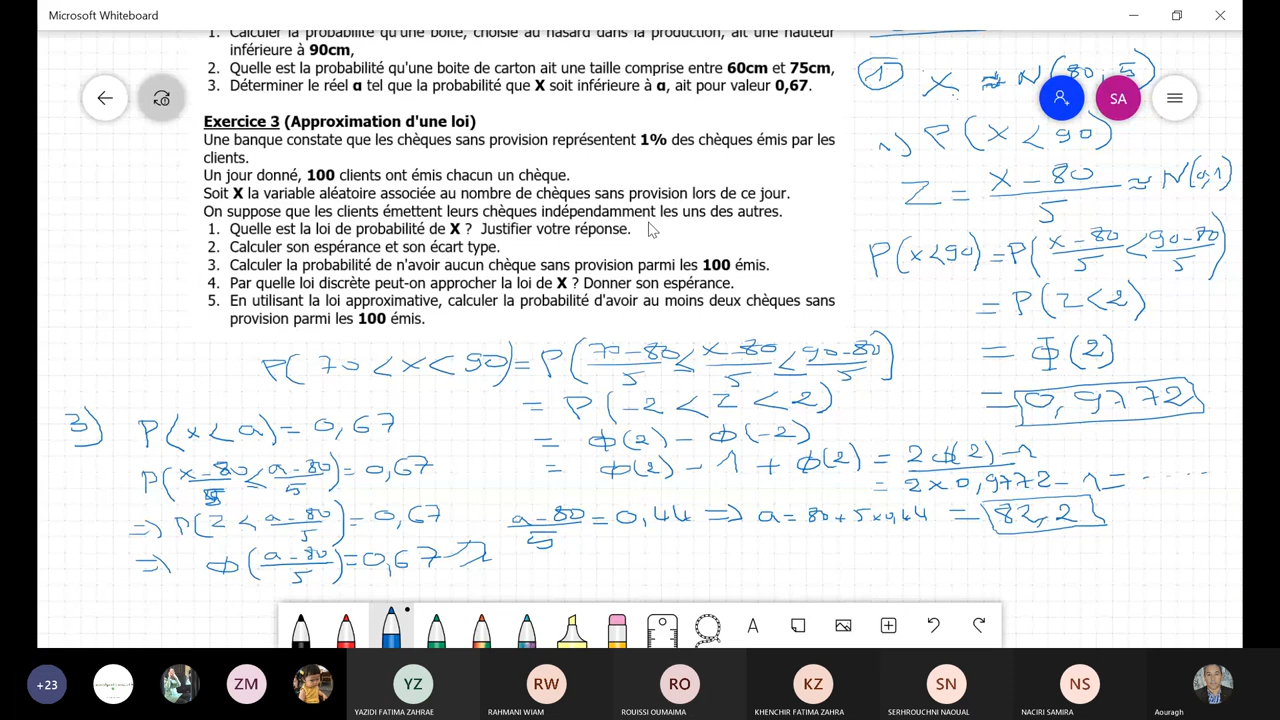 Microsoft Whiteboard
1. Calculer la probabilité qu'une boite, choisie au hasard dans la production, ait une hauteur
inférieure à 90cm,
2. Quelle est la probabilité qu'une boite de carton ait une taille comprise entre 60cm et 75cm,
3. Déterminer le réel α tel que la probabilité que X soit inférieure à α, ait pour valeur 0,67.
Exercice 3 (Approximation d'une loi)
Une banque constate que les chèques sans provision représentent 1% des chèques émis par les
clients.
Un jour donné, 100 clients ont émis chacun un chèque.
Soit X la variable aléatoire associée au nombre de chèques sans provision lors de ce jour.
On suppose que les clients émettent leurs chèques indépendamment les uns des autres.
1. Quelle est la loi de probabilité de X ? Justifier votre réponse.
2. Calculer son espérance et son écart type.
3. Calculer la probabilité de n'avoir aucun chèque sans provision parmi les 100 émis.
4. Par quelle loi discrète peut-on approcher la loi de X ? Donner son espérance.
5. En utilisant la loi approximative, calculer la probabilité d'avoir au moins deux chèques sans
provision parmi les 100 émis.
1 X ≈ N(80, 5)
1) P(X < 90)
Z = (X - 80)/5 ≈ N(0,1)
P(X<90) = P((X-80)/5 < (90-80)/5)
= P(Z<2)
= Φ(2)
= 0,9772
P(70 < X < 90) = P((70-80)/5 ≤ (X-80)/5 ≤ (90-80)/5)
= P(-2 < Z < 2)
= Φ(2) - Φ(-2)
= Φ(2) - 1 + Φ(2) = 2Φ(2) - 1
= 2×0,9772 - 1 = ......
3) P(X<a) = 0,67
P((X-80)/5 ≤ (a-80)/5) = 0,67
=> P(Z < (a-80)/5) = 0,67
=> Φ((a-80)/5) = 0,67
(a-80)/5 = 0,44 => a = 80 + 5×0,44 = 82,2
SA
A
+23
ZM
YZ
RW
RO
KZ
SN
NS
YAZIDI FATIMA ZAHRAE
RAHMANI WIAM
ROUISSI OUMAIMA
KHENCHIR FATIMA ZAHRA
SERHROUCHNI NAOUAL
NACIRI SAMIRA
Aouragh